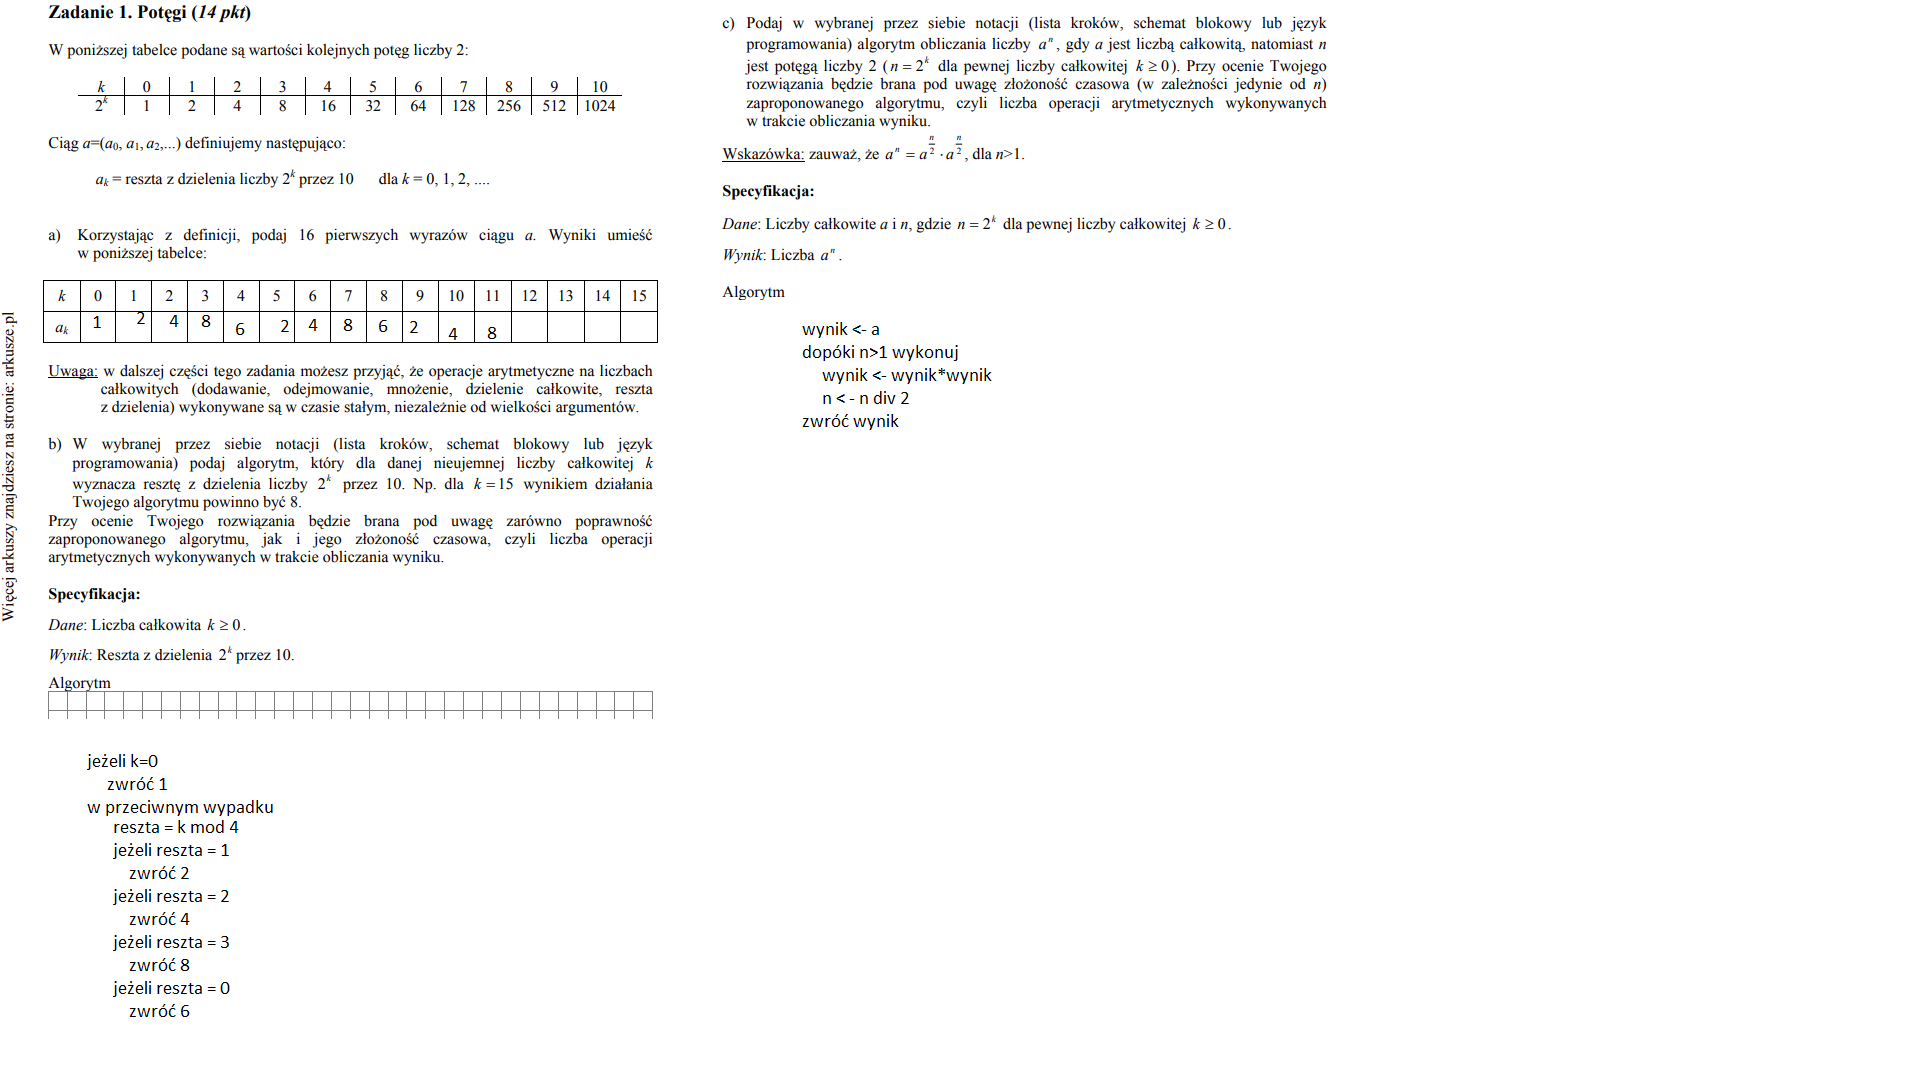 Zadanie 1. Potęgi (14 pkt)
W poniższej tabelce podane są wartości kolejnych potęg liczby 2:
k 0 1 2 3 4 5 6 7 8 9 10
2^k 1 2 4 8 16 32 64 128 256 512 1024
Ciąg a=(a₀, a₁, a₂,...) definiujemy następująco:
aₖ = reszta z dzielenia liczby 2^k przez 10 dla k = 0, 1, 2, ....
a) Korzystając z definicji, podaj 16 pierwszych wyrazów ciągu a. Wyniki umieść
w poniższej tabelce:
k 0 1 2 3 4 5 6 7 8 9 10 11 12 13 14 15
aₖ 1 2 4 8 6 2 4 8 6 2 4 8
Uwaga: w dalszej części tego zadania możesz przyjąć, że operacje arytmetyczne na liczbach
całkowitych (dodawanie, odejmowanie, mnożenie, dzielenie całkowite, reszta
z dzielenia) wykonywane są w czasie stałym, niezależnie od wielkości argumentów.
b) W wybranej przez siebie notacji (lista kroków, schemat blokowy lub język
programowania) podaj algorytm, który dla danej nieujemnej liczby całkowitej k
wyznacza resztę z dzielenia liczby 2^k przez 10. Np. dla k = 15 wynikiem działania
Twojego algorytmu powinno być 8.
Przy ocenie Twojego rozwiązania będzie brana pod uwagę zarówno poprawność
zaproponowanego algorytmu, jak i jego złożoność czasowa, czyli liczba operacji
arytmetycznych wykonywanych w trakcie obliczania wyniku.
Specyfikacja:
Dane: Liczba całkowita k ≥ 0.
Wynik: Reszta z dzielenia 2^k przez 10.
Algorytm
jeżeli k=0
zwróć 1
w przeciwnym wypadku
reszta = k mod 4
jeżeli reszta = 1
zwróć 2
jeżeli reszta = 2
zwróć 4
jeżeli reszta = 3
zwróć 8
jeżeli reszta = 0
zwróć 6
Więcej arkuszy znajdziesz na stronie: arkusze.pl
c) Podaj w wybranej przez siebie notacji (lista kroków, schemat blokowy lub język
programowania) algorytm obliczania liczby a^n, gdy a jest liczbą całkowitą, natomiast n
jest potęgą liczby 2 (n = 2^k dla pewnej liczby całkowitej k ≥ 0). Przy ocenie Twojego
rozwiązania będzie brana pod uwagę złożoność czasowa (w zależności jedynie od n)
zaproponowanego algorytmu, czyli liczba operacji arytmetycznych wykonywanych
w trakcie obliczania wyniku.
Wskazówka: zauważ, że a^n = a^(n/2) · a^(n/2), dla n>1.
Specyfikacja:
Dane: Liczby całkowite a i n, gdzie n = 2^k dla pewnej liczby całkowitej k ≥ 0.
Wynik: Liczba a^n.
Algorytm
wynik <- a
dopóki n>1 wykonuj
wynik <- wynik*wynik
n < - n div 2
zwróć wynik